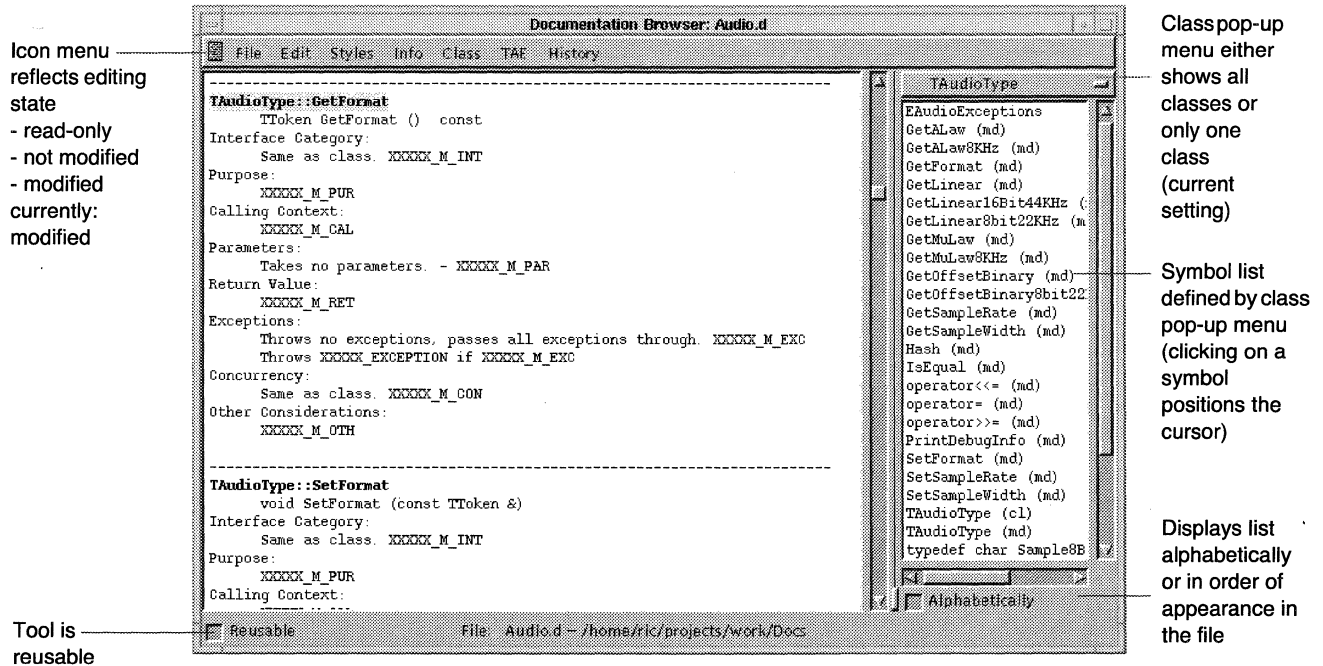 Documentation Browser: Audio.d
File Edit Styles Info Class TAE History
Icon menu
reflects editing
state
- read-only
- not modified
- modified
currently:
modified
Tool is
reusable
------------------------------------------------------------
TAudioType::GetFormat
TToken GetFormat () const
Interface Category:
Same as class. XXXXX_M_INT
Purpose:
XXXXX_M_PUR
Calling Context:
XXXXX_M_CAL
Parameters:
Takes no parameters. - XXXXX_M_PAR
Return Value:
XXXXX_M_RET
Exceptions:
Throws no exceptions, passes all exceptions through. XXXXX_M_EXC
Throws XXXXX_EXCEPTION if XXXXX_M_EXC
Concurrency:
Same as class. XXXXX_M_CON
Other Considerations:
XXXXX_M_OTH
------------------------------------------------------------
TAudioType::SetFormat
void SetFormat (const TToken &)
Interface Category:
Same as class. XXXXX_M_INT
Purpose:
XXXXX_M_PUR
Calling Context:
Reusable
File: Audio.d – /home/ric/projects/work/Docs
TAudioType
EAudioExceptions
GetALaw (md)
GetALaw8KHz (md)
GetFormat (md)
GetLinear (md)
GetLinear16Bit44KHz (
GetLinear8bit22KHz (m
GetMuLaw (md)
GetMuLaw8KHz (md)
GetOffsetBinary (md)
GetOffsetBinary8bit22
GetSampleRate (md)
GetSampleWidth (md)
Hash (md)
IsEqual (md)
operator<<= (md)
operator= (md)
operator>>= (md)
PrintDebugInfo (md)
SetFormat (md)
SetSampleRate (md)
SetSampleWidth (md)
TAudioType (cl)
TAudioType (md)
typedef char Sample8B
Alphabetically
Class pop-up
menu either
shows all
classes or
only one
class
(current
setting)
Symbol list
defined by class
pop-up menu
(clicking on a
symbol
positions the
cursor)
Displays list
alphabetically
or in order of
appearance in
the file